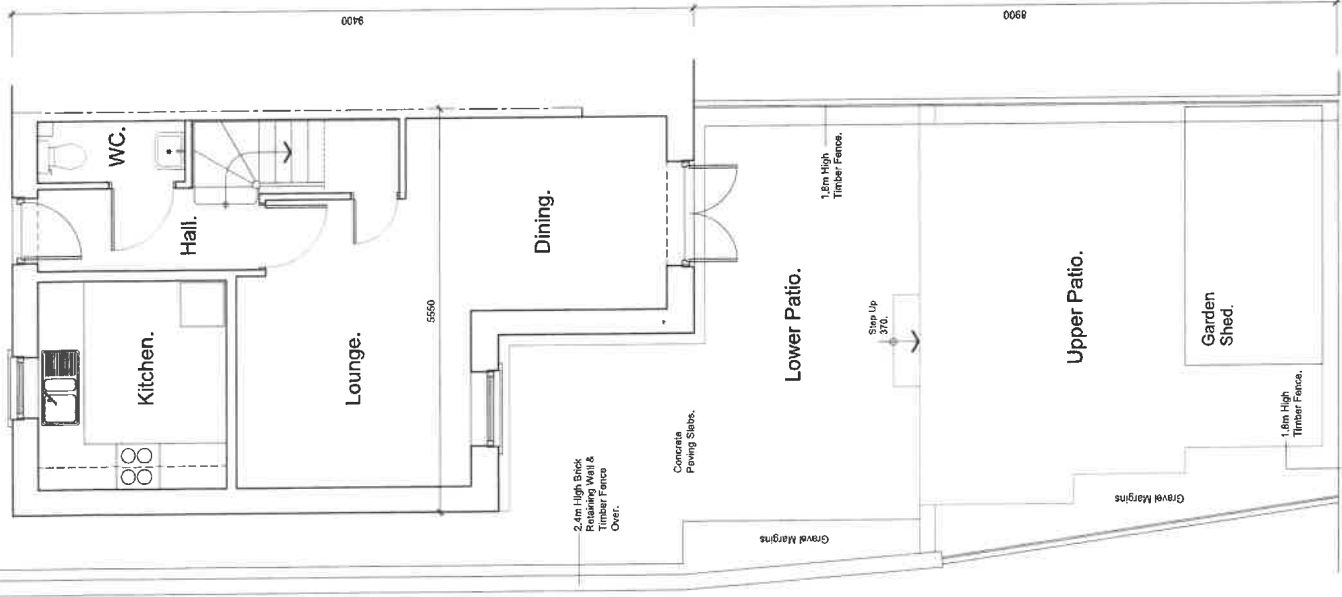 9400
8900
WC.
Hall.
Kitchen.
Lounge.
5550
Dining.
1.8m High
Timber Fence.
Lower Patio.
Step Up
370.
Upper Patio.
Garden
Shed.
Concrete
Paving Slabs.
2.4m High Brick
Retaining Wall &
Timber Fence
Over.
Gravel Margins
Gravel Margins
1.8m High
Timber Fence.